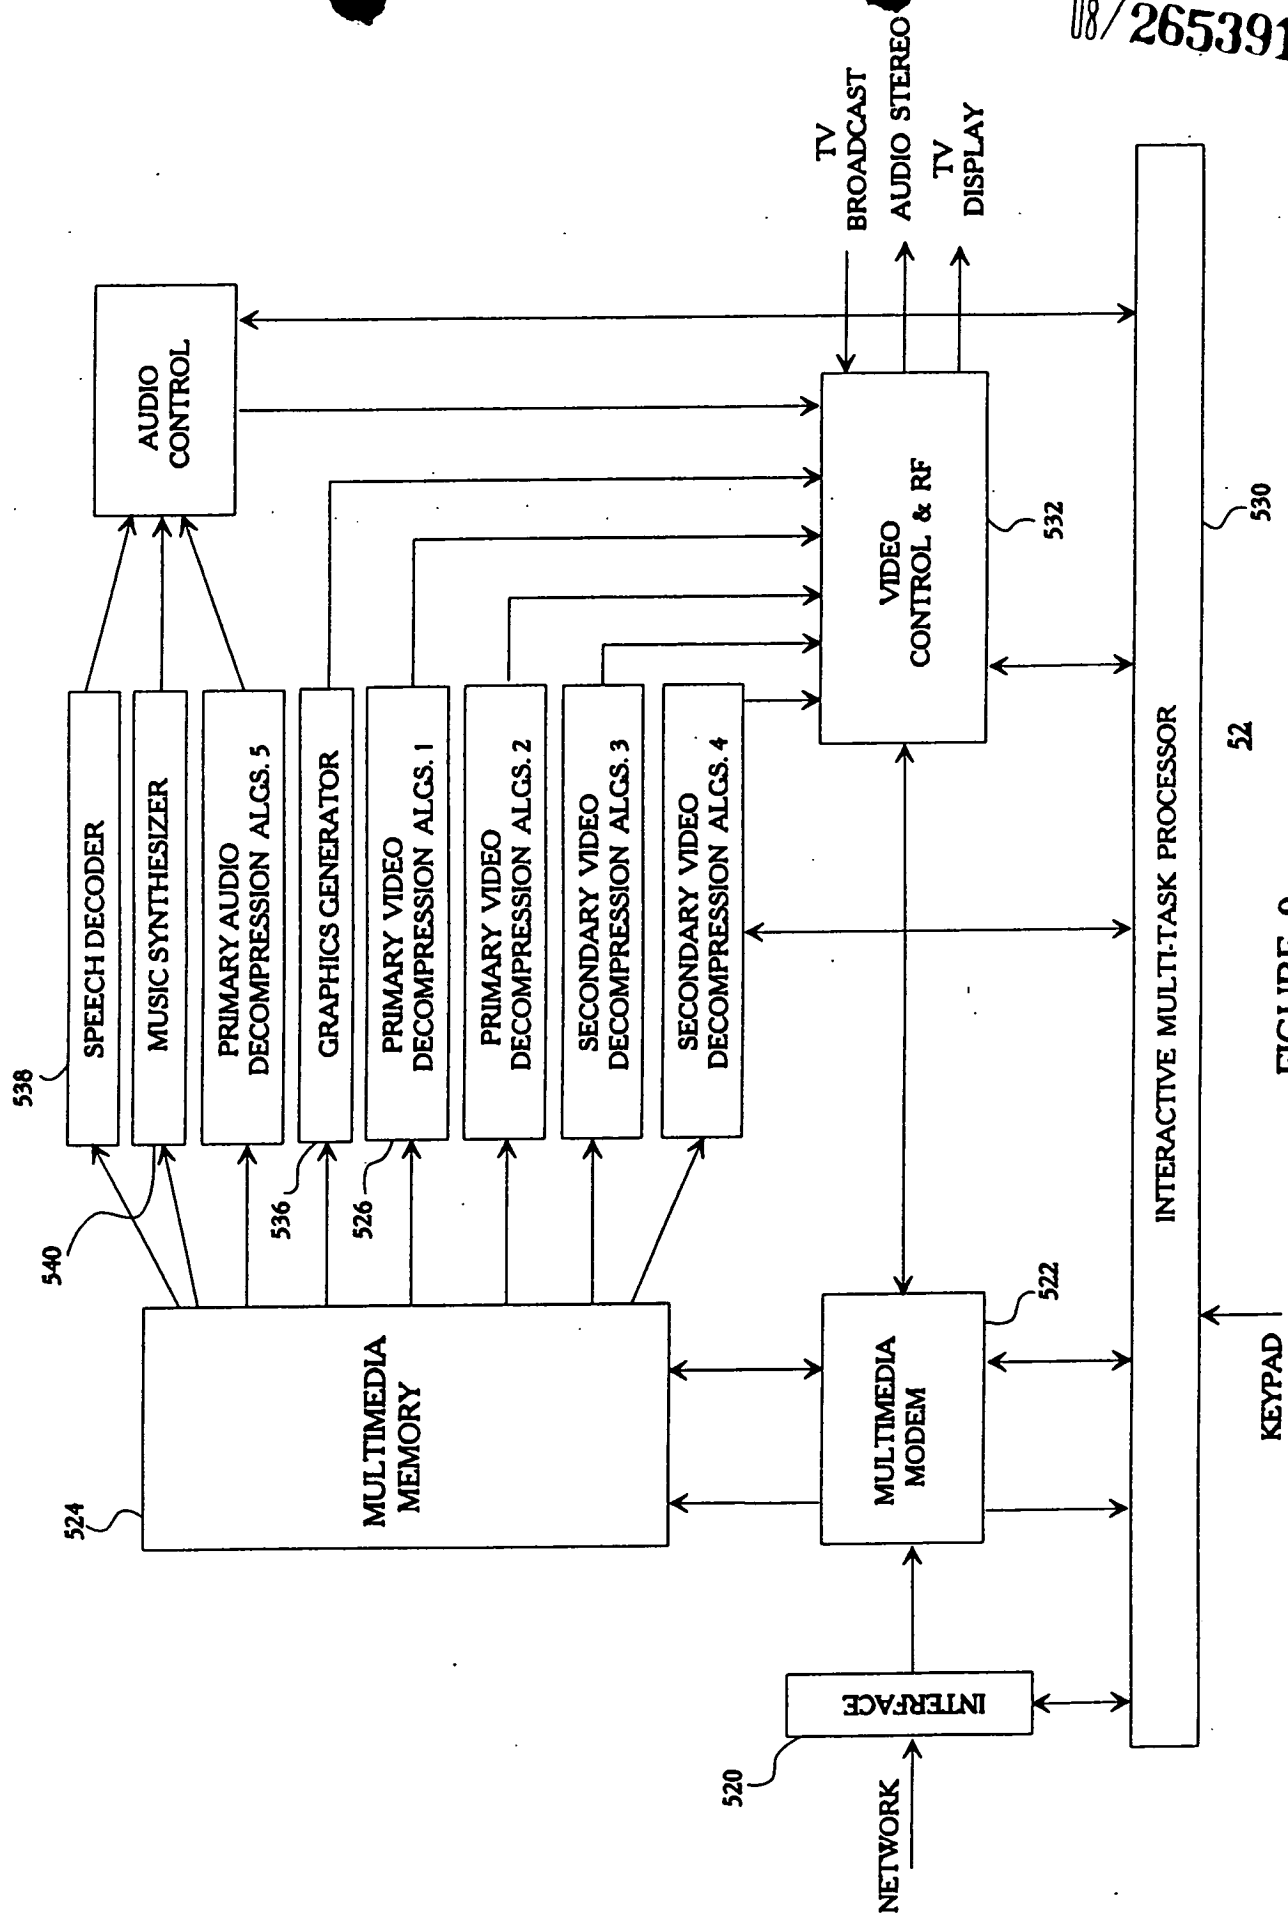 08/265391
538
SPEECH DECODER
540
MUSIC SYNTHESIZER
PRIMARY AUDIO
DECOMPRESSION ALGS. 5
536
GRAPHICS GENERATOR
526
PRIMARY VIDEO
DECOMPRESSION ALGS. 1
PRIMARY VIDEO
DECOMPRESSION ALGS. 2
SECONDARY VIDEO
DECOMPRESSION ALGS. 3
SECONDARY VIDEO
DECOMPRESSION ALGS. 4
AUDIO
CONTROL
524
MULTIMEDIA
MEMORY
TV
BROADCAST
AUDIO STEREO
TV
DISPLAY
VIDEO
CONTROL & RF
532
MULTIMEDIA
MODEM
522
INTERFACE
520
NETWORK
INTERACTIVE MULTI-TASK PROCESSOR
530
52
KEYPAD